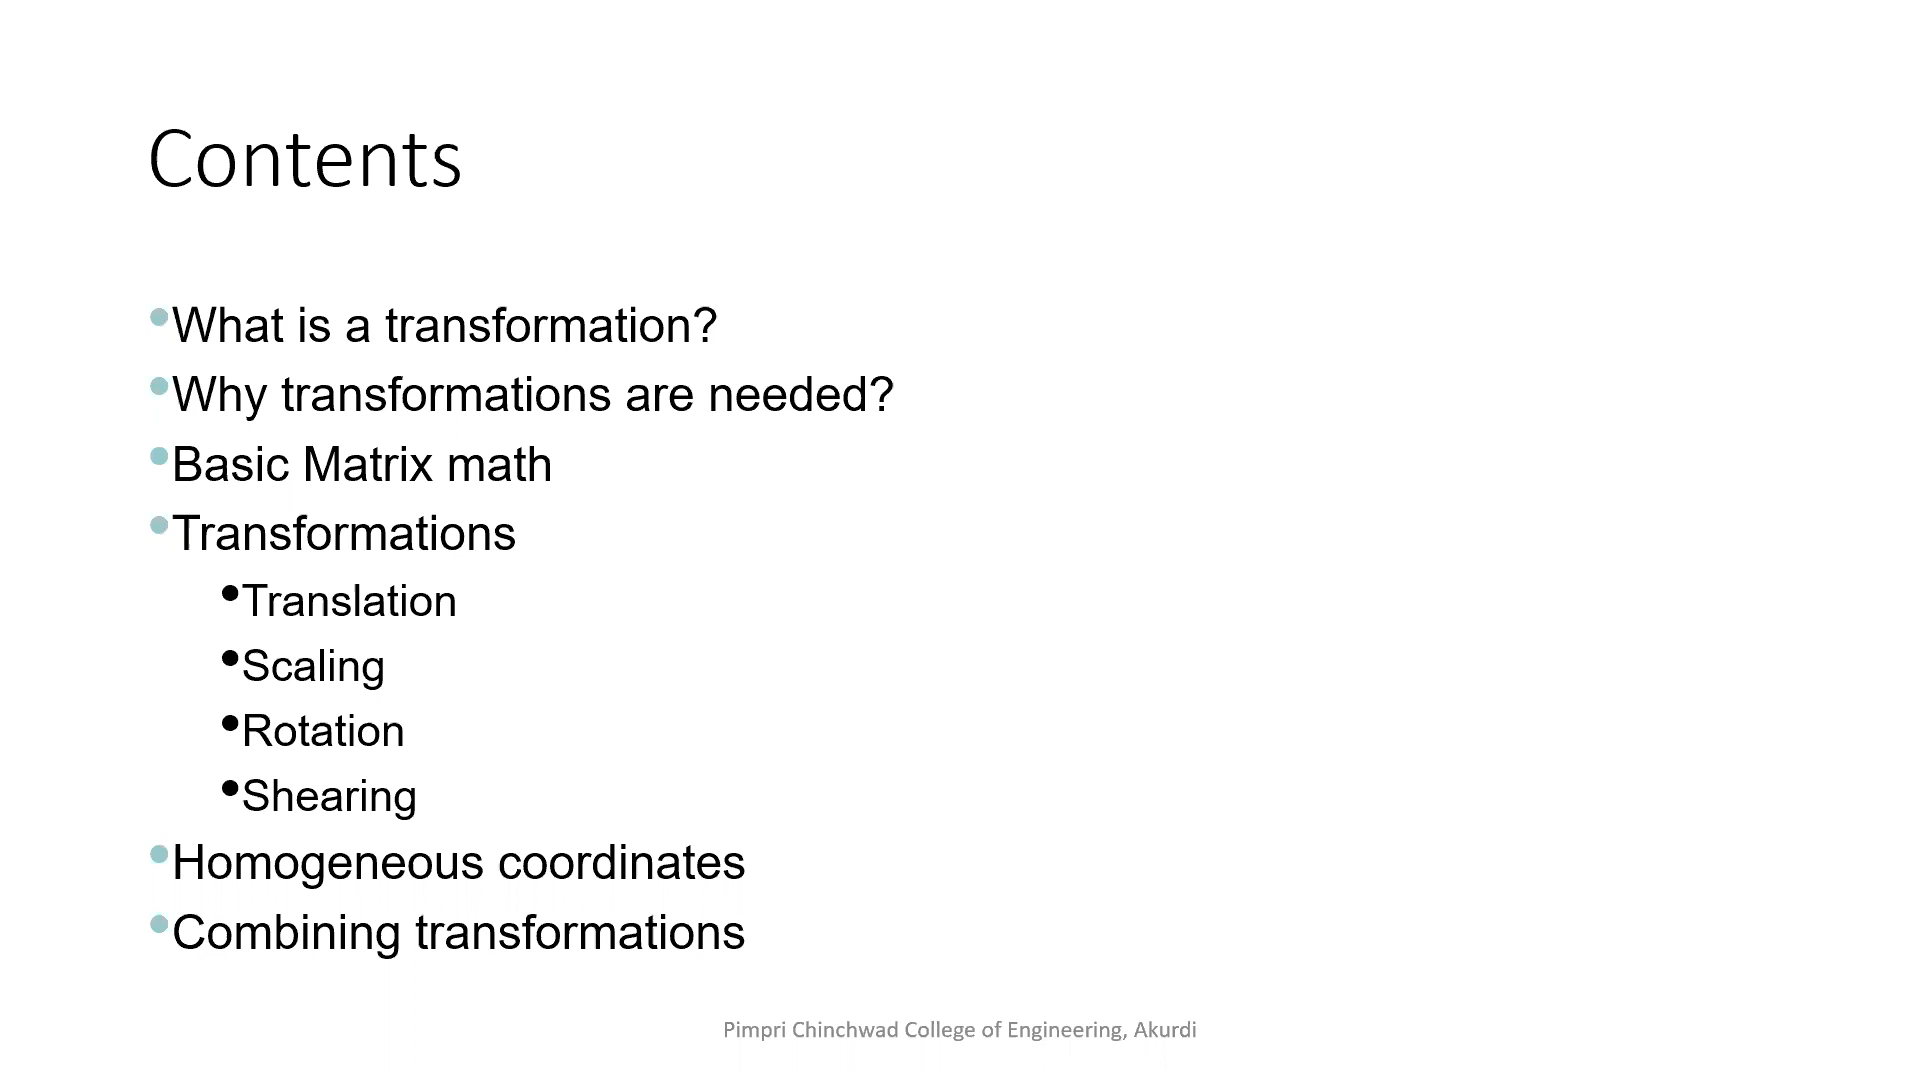 Contents
•What is a transformation?
•Why transformations are needed?
•Basic Matrix math
•Transformations
•Translation
•Scaling
•Rotation
•Shearing
•Homogeneous coordinates
•Combining transformations
Pimpri Chinchwad College of Engineering, Akurdi